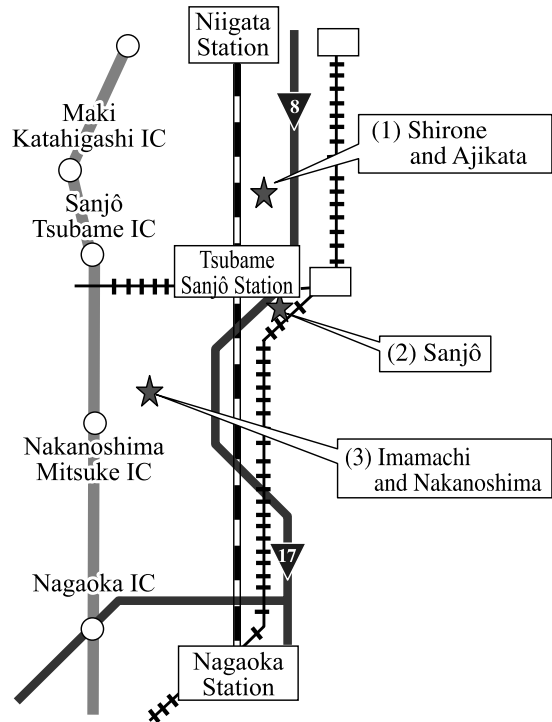 Niigata
Station
8
Maki
Katahigashi IC
(1) Shirone
and Ajikata
Sanjô
Tsubame IC
Tsubame
Sanjô Station
(2) Sanjô
Nakanoshima
Mitsuke IC
(3) Imamachi
and Nakanoshima
17
Nagaoka IC
Nagaoka
Station